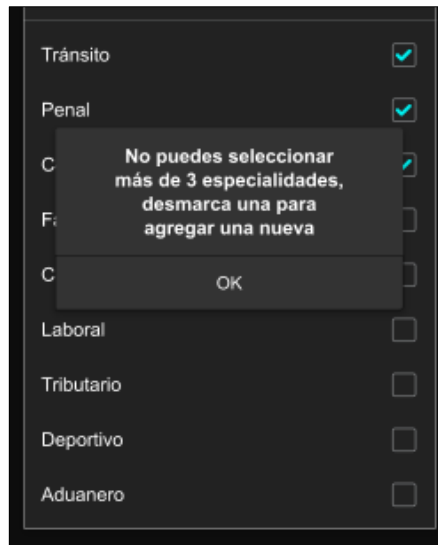 Tránsito
Penal
No puedes seleccionar
más de 3 especialidades,
desmarca una para
agregar una nueva
OK
Laboral
Tributario
Deportivo
Aduanero